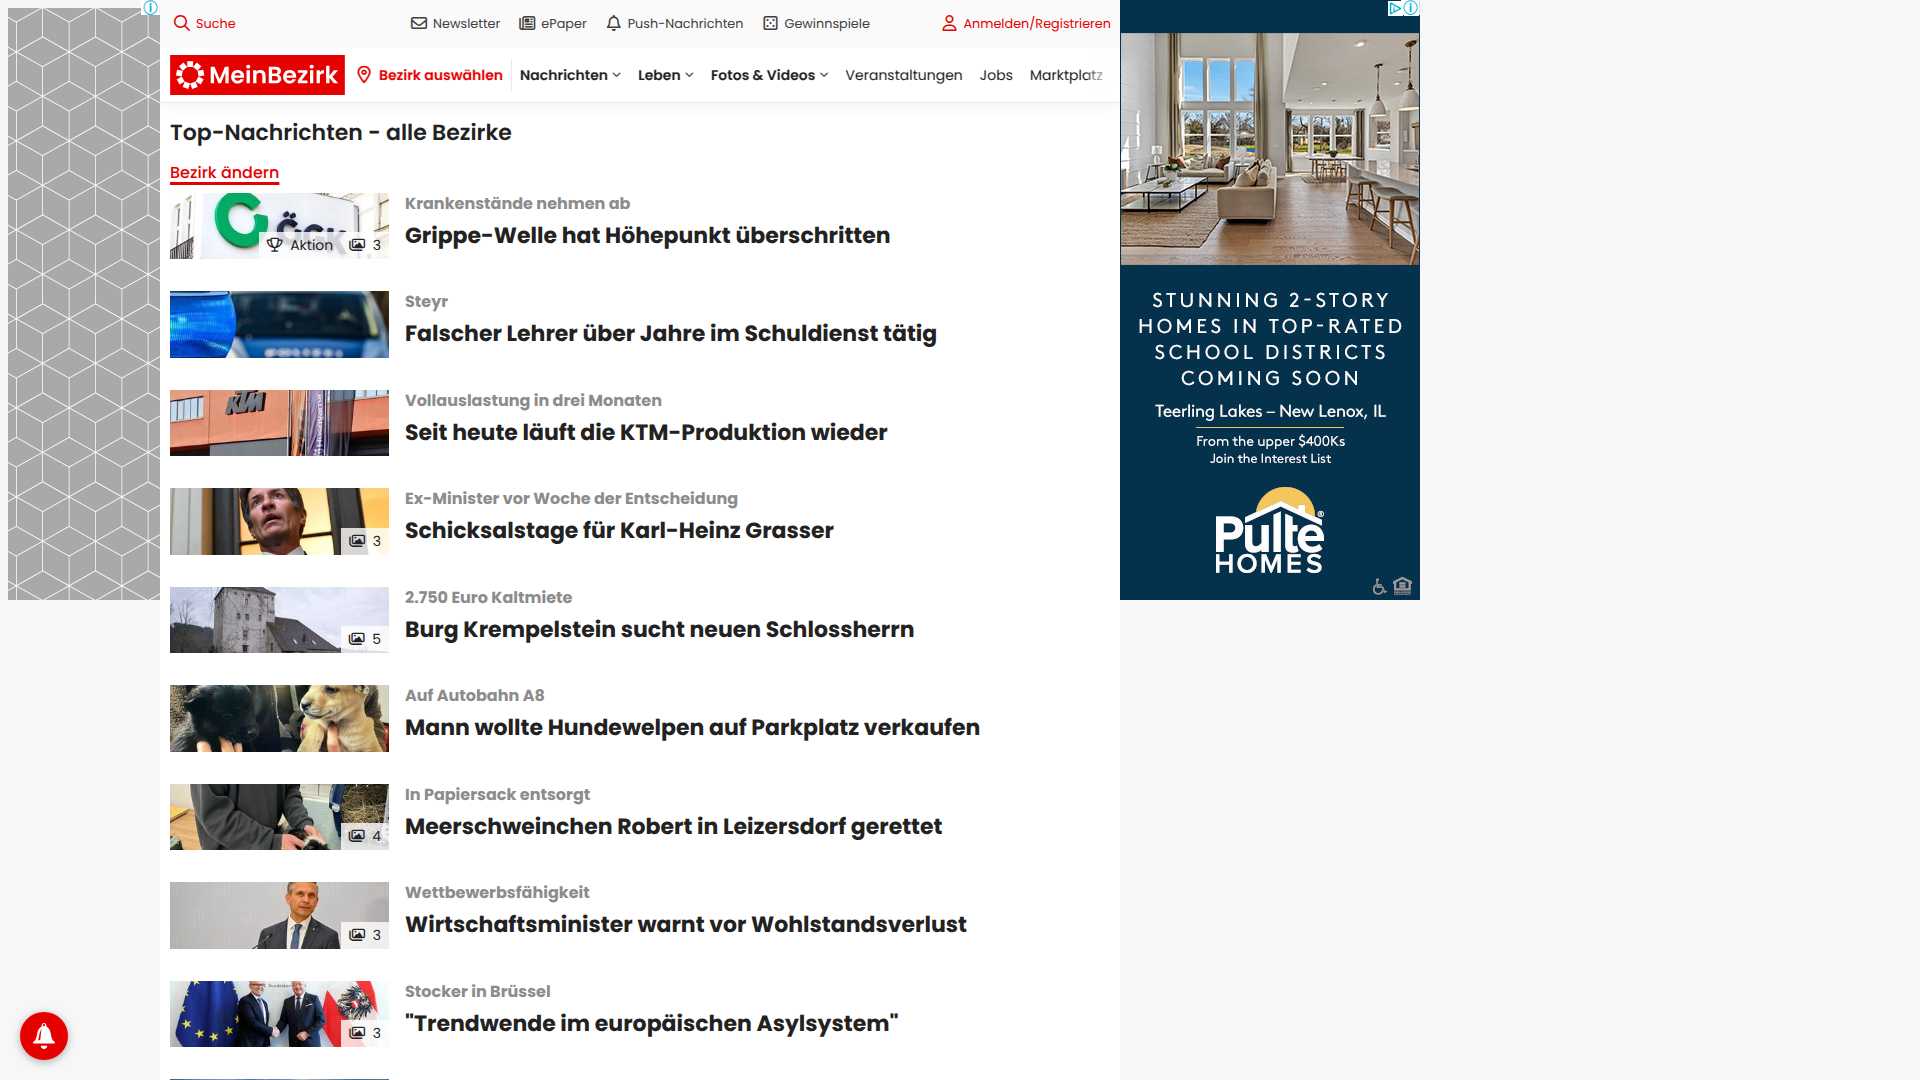 Suche
Newsletter
ePaper
Push-Nachrichten
Gewinnspiele
Anmelden/Registrieren
MeinBezirk
Bezirk auswählen
Nachrichten
Leben
Fotos & Videos
Veranstaltungen
Jobs
Marktplatz
Top-Nachrichten - alle Bezirke
Bezirk ändern
Aktion
3
Krankenstände nehmen ab
Grippe-Welle hat Höhepunkt überschritten
Steyr
Falscher Lehrer über Jahre im Schuldienst tätig
KTM
Vollauslastung in drei Monaten
Seit heute läuft die KTM-Produktion wieder
3
Ex-Minister vor Woche der Entscheidung
Schicksalstage für Karl-Heinz Grasser
5
2.750 Euro Kaltmiete
Burg Krempelstein sucht neuen Schlossherrn
Auf Autobahn A8
Mann wollte Hundewelpen auf Parkplatz verkaufen
4
In Papiersack entsorgt
Meerschweinchen Robert in Leizersdorf gerettet
3
Wettbewerbsfähigkeit
Wirtschaftsminister warnt vor Wohlstandsverlust
3
Stocker in Brüssel
"Trendwende im europäischen Asylsystem"
STUNNING 2-STORY
HOMES IN TOP-RATED
SCHOOL DISTRICTS
COMING SOON
Teerling Lakes – New Lenox, IL
From the upper $400Ks
Join the Interest List
Pulte®
HOMES